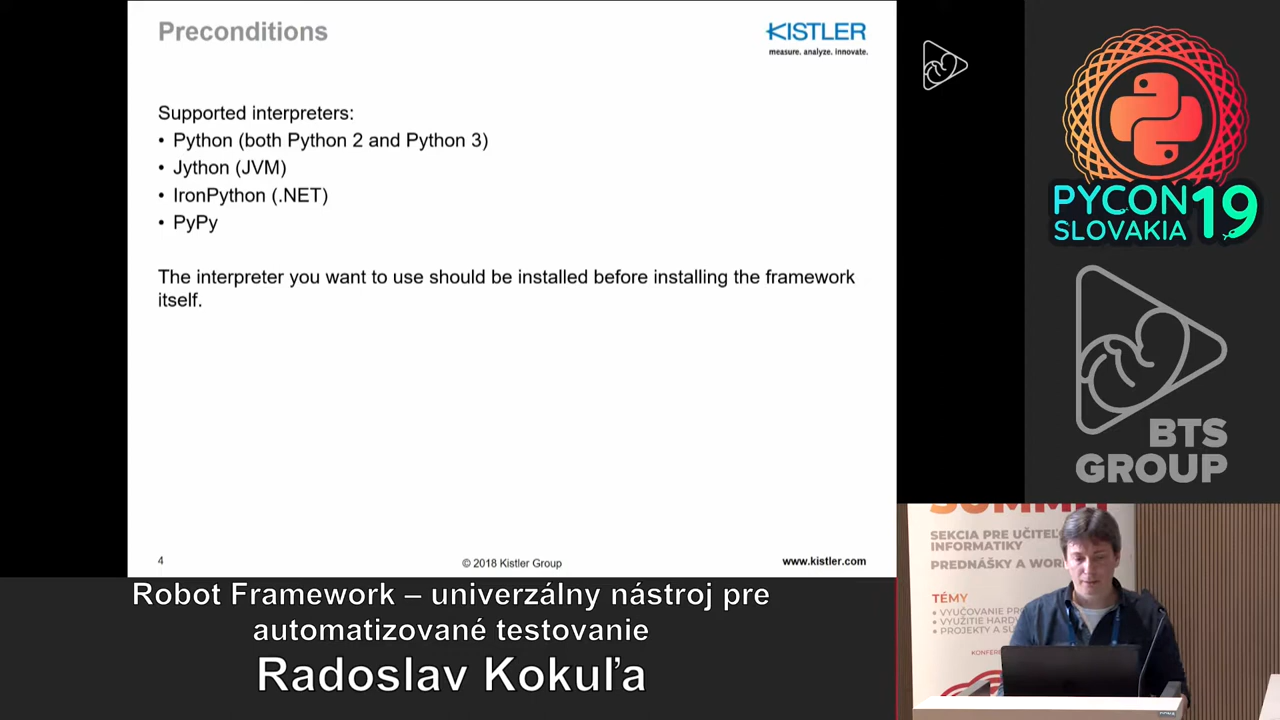 Preconditions
KISTLER
measure. analyze. innovate.
Supported interpreters:
• Python (both Python 2 and Python 3)
• Jython (JVM)
• IronPython (.NET)
• PyPy
The interpreter you want to use should be installed before installing the framework
itself.
4
© 2018 Kistler Group
www.kistler.com
Robot Framework – univerzálny nástroj pre
automatizované testovanie
Radoslav Kokuľa
PYCON 19
SLOVAKIA
BTS
GROUP
SEKCIA PRE UČITEĽO
INFORMATIKY
PREDNÁŠKY A WOR
TÉMY